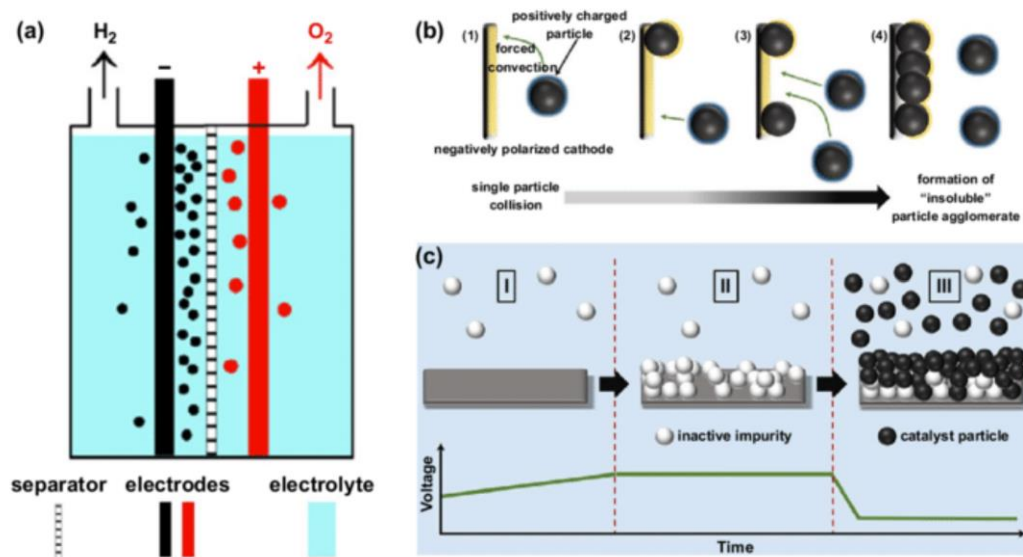 (a)
H₂
O₂
−
+
separator
electrodes
electrolyte
(b)
positively charged
particle
(1)
forced
convection
(2)
(3)
(4)
negatively polarized cathode
single particle
collision
formation of
“insoluble”
particle agglomerate
(c)
I
II
III
inactive impurity
catalyst particle
Voltage
Time